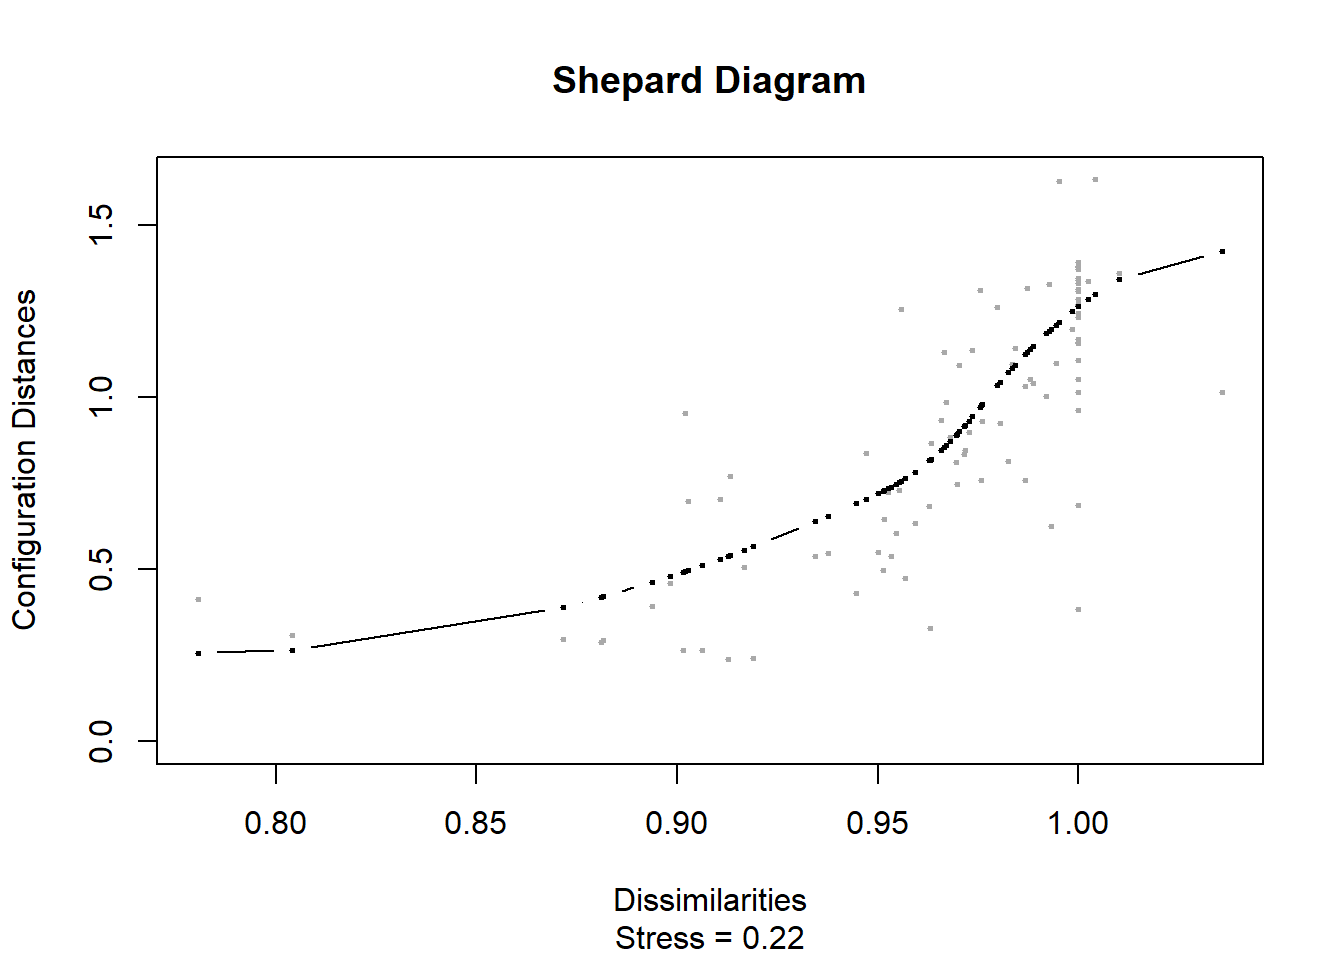 Shepard Diagram
Configuration Distances
1.5
1.0
0.5
0.0
0.80 0.85 0.90 0.95 1.00
Dissimilarities
Stress = 0.22